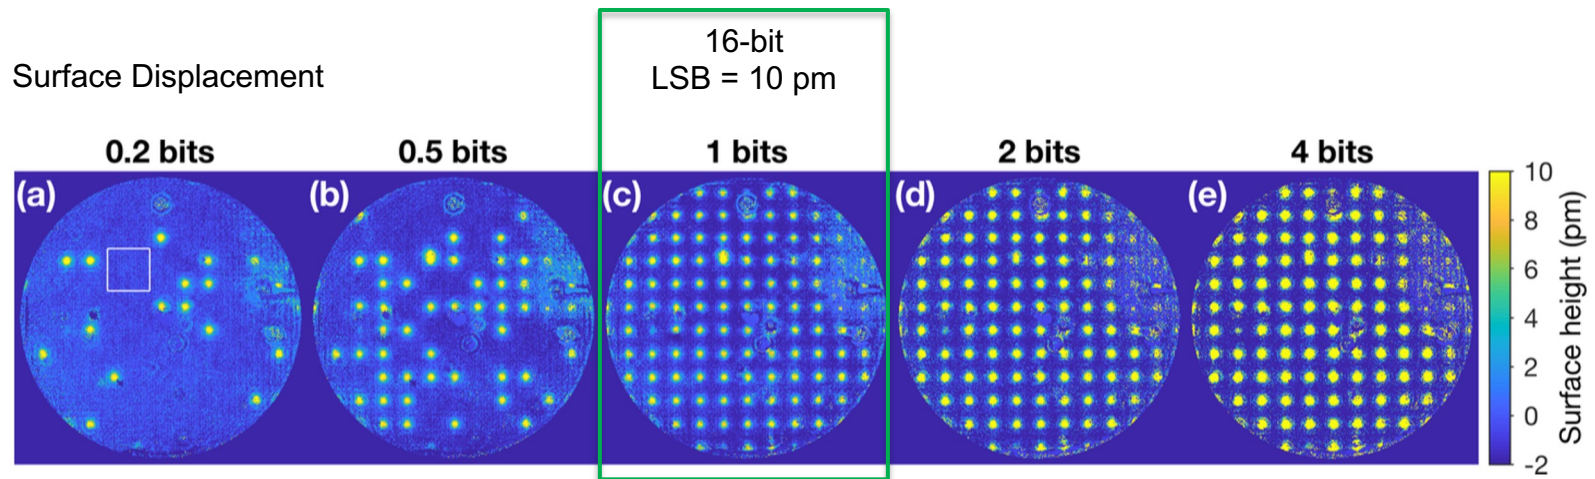 16-bit
LSB = 10 pm
Surface Displacement
0.2 bits
0.5 bits
1 bits
2 bits
4 bits
(a)
(b)
(c)
(d)
(e)
10
8
6
4
2
0
-2
Surface height (pm)